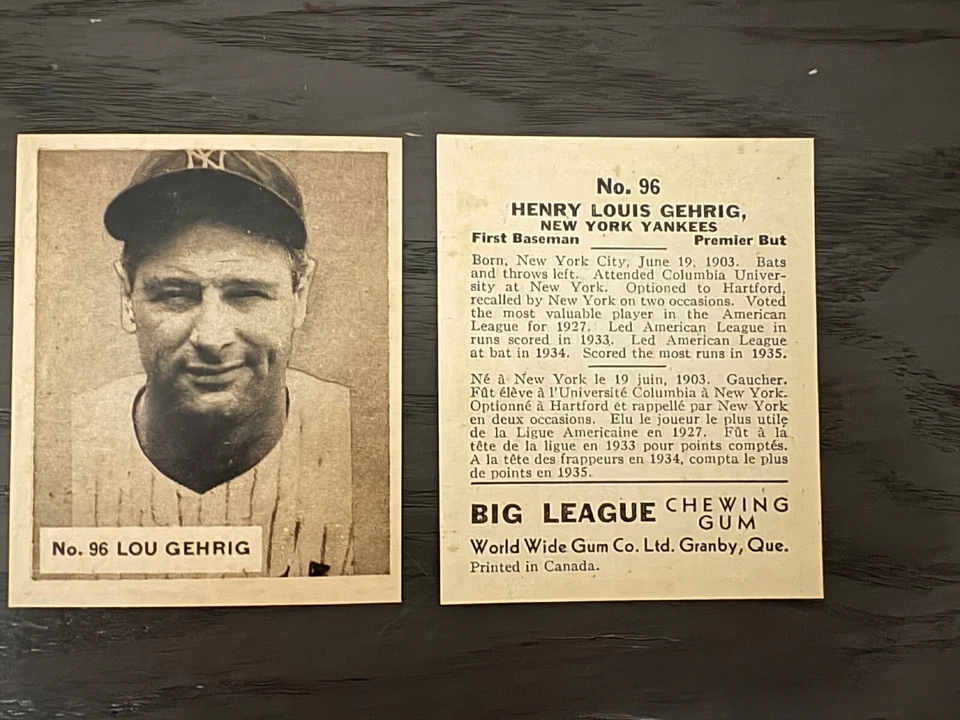 NY
No. 96 LOU GEHRIG
No. 96
HENRY LOUIS GEHRIG,
NEW YORK YANKEES
First Baseman Premier But
Born, New York City, June 19, 1903. Bats
and throws left. Attended Columbia Univer-
sity at New York. Optioned to Hartford,
recalled by New York on two occasions. Voted
the most valuable player in the American
League for 1927. Led American League in
runs scored in 1933. Led American League
at bat in 1934. Scored the most runs in 1935.
Né à New York le 19 juin, 1903. Gaucher.
Fût élève à l'Université Columbia à New York.
Optionné à Hartford et rappellé par New York
en deux occasions. Elu le joueur le plus utile
de la Ligue Americaine en 1927. Fût à la
tête de la ligue en 1933 pour points comptés.
A la tête des frappeurs en 1934, compta le plus
de points en 1935.
BIG LEAGUE CHEWING
GUM
World Wide Gum Co. Ltd. Granby, Que.
Printed in Canada.